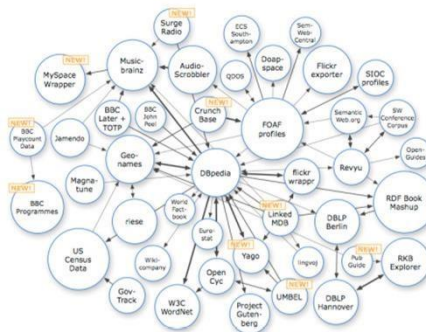 NEW!
Surge
Radio
ECS
South-
ampton
Sem-
Web-
Central
NEW!
MySpace
Wrapper
Music-
brainz
Audio-
Scrobbler
QDOS
Doap-
space
Flickr
exporter
SIOC
profiles
NEW!
BBC
Playcount
Data
BBC
Later +
TOTP
BBC
John
Peel
NEW!
Crunch
Base
FOAF
profiles
Semantic
Web.org
SW
Conference
Corpus
Jamendo
Geo-
names
DBpedia
flickr
wrappr
Revyu
Open-
Guides
NEW!
BBC
Programmes
Magna-
tune
riese
World
Fact-
book
NEW!
Linked
MDB
DBLP
Berlin
RDF Book
Mashup
US
Census
Data
Wiki-
company
Euro-
stat
Open
Cyc
NEW!
Yago
lingvoj
NEW!
Pub
Guide
RKB
Explorer
Gov-
Track
W3C
WordNet
Project
Guten-
berg
NEW!
UMBEL
DBLP
Hannover